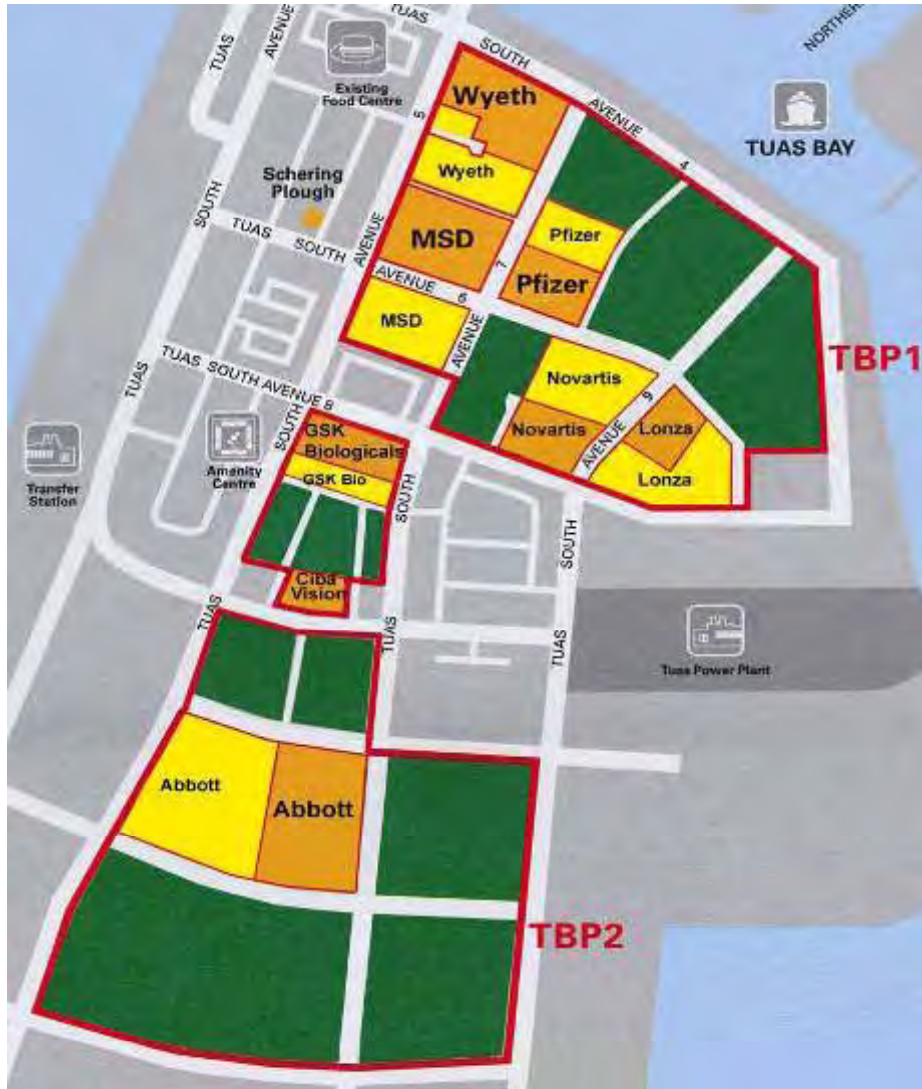 TUAS
SOUTH
AVENUE
4
NORTHER
TUAS
AVENUE
Existing
Food Centre
Wyeth
5
TUAS BAY
Wyeth
Schering
Plough
SOUTH
TUAS
SOUTH
AVENUE
MSD
7
Pfizer
Pfizer
AVENUE
6
MSD
AVENUE
TBP1
TUAS
TUAS
SOUTH AVENUE 8
Novartis
Novartis
AVENUE
9
Lonza
Lonza
SOUTH
GSK
Biologicals
GSK Bio
Transfer
Station
Amenity
Centre
SOUTH
SOUTH
Ciba
Vision
TUAS
TUAS
TUAS
Tuas Power Plant
Abbott
Abbott
TBP2